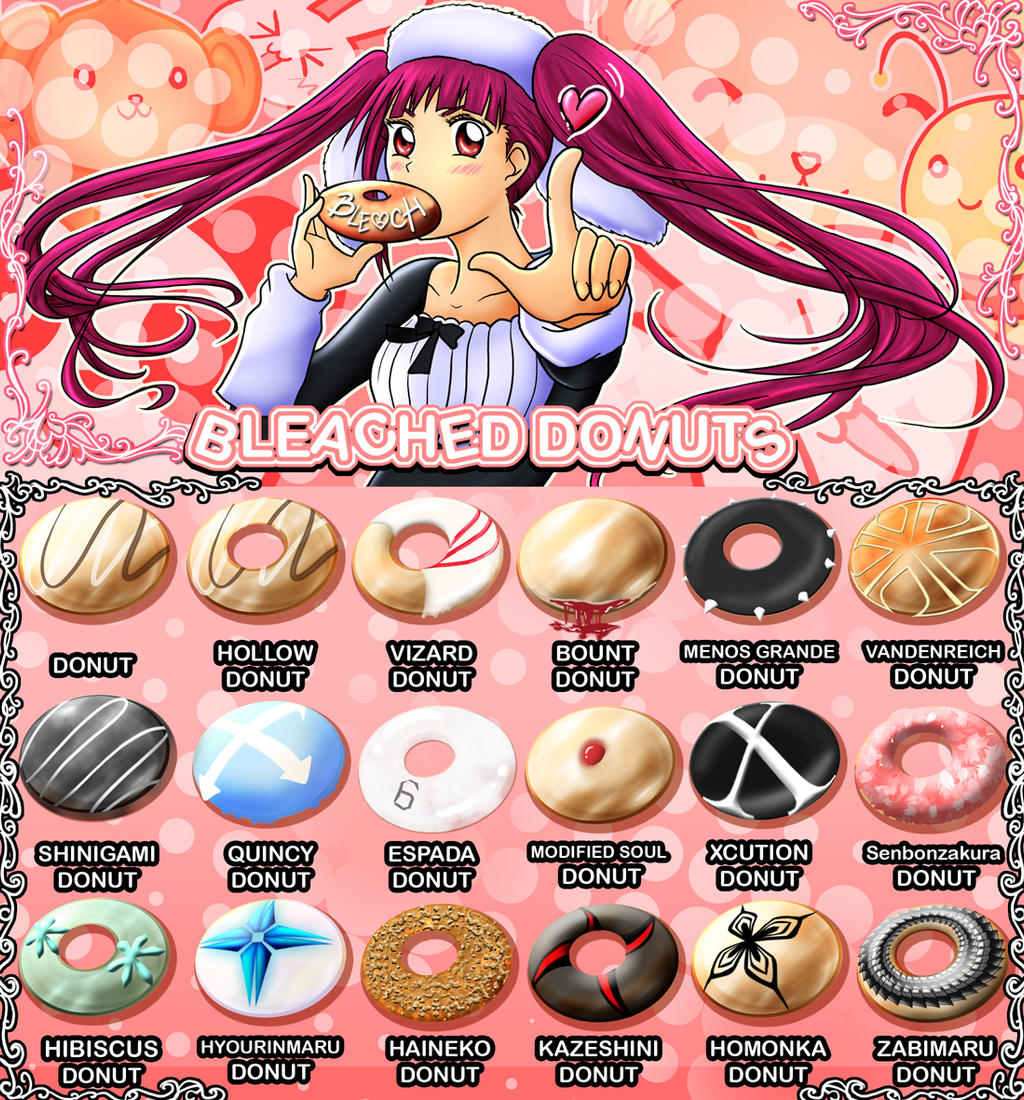 BLEACH
BLEACHED DONUTS
DONUT
HOLLOW
DONUT
VIZARD
DONUT
BOUNT
DONUT
MENOS GRANDE
DONUT
VANDENREICH
DONUT
6
SHINIGAMI
DONUT
QUINCY
DONUT
ESPADA
DONUT
MODIFIED SOUL
DONUT
XCUTION
DONUT
Senbonzakura
DONUT
HIBISCUS
DONUT
HYOURINMARU
DONUT
HAINEKO
DONUT
KAZESHINI
DONUT
HOMONKA
DONUT
ZABIMARU
DONUT